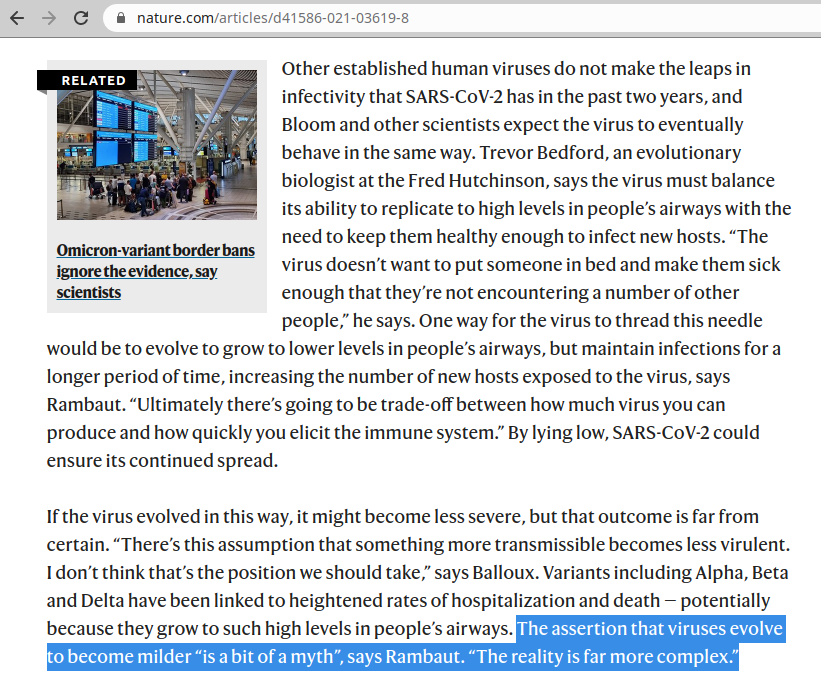 nature.com/articles/d41586-021-03619-8
RELATED
Omicron-variant border bans
ignore the evidence, say
scientists
Other established human viruses do not make the leaps in
infectivity that SARS-CoV-2 has in the past two years, and
Bloom and other scientists expect the virus to eventually
behave in the same way. Trevor Bedford, an evolutionary
biologist at the Fred Hutchinson, says the virus must balance
its ability to replicate to high levels in people’s airways with the
need to keep them healthy enough to infect new hosts. “The
virus doesn’t want to put someone in bed and make them sick
enough that they’re not encountering a number of other
people,” he says. One way for the virus to thread this needle
would be to evolve to grow to lower levels in people’s airways, but maintain infections for a
longer period of time, increasing the number of new hosts exposed to the virus, says
Rambaut. “Ultimately there’s going to be trade-off between how much virus you can
produce and how quickly you elicit the immune system.” By lying low, SARS-CoV-2 could
ensure its continued spread.
If the virus evolved in this way, it might become less severe, but that outcome is far from
certain. “There’s this assumption that something more transmissible becomes less virulent.
I don’t think that’s the position we should take,” says Balloux. Variants including Alpha, Beta
and Delta have been linked to heightened rates of hospitalization and death — potentially
because they grow to such high levels in people’s airways. The assertion that viruses evolve
to become milder “is a bit of a myth”, says Rambaut. “The reality is far more complex.”